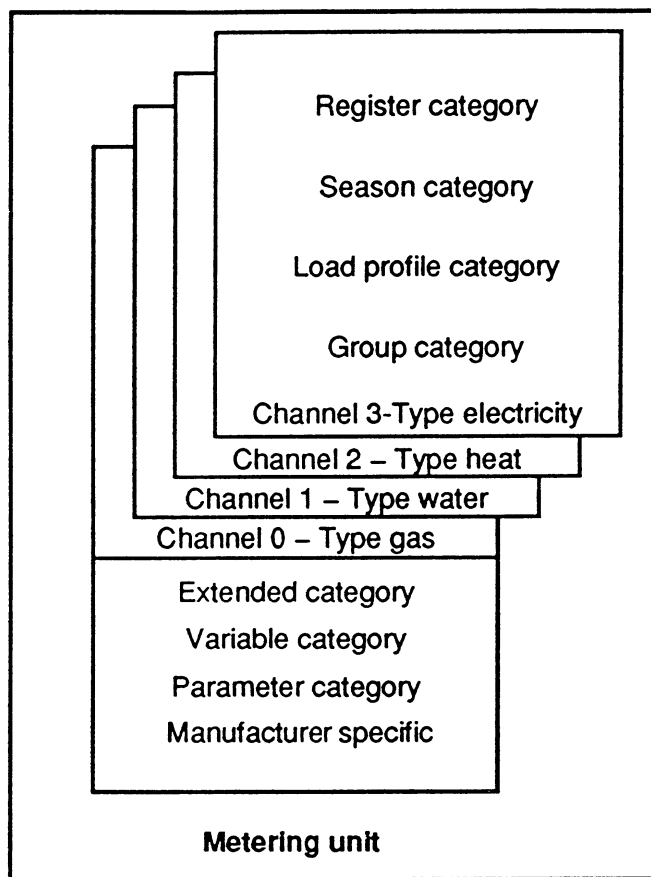 Register category
Season category
Load profile category
Group category
Channel 3-Type electricity
Channel 2 – Type heat
Channel 1 – Type water
Channel 0 – Type gas
Extended category
Variable category
Parameter category
Manufacturer specific
Metering unit